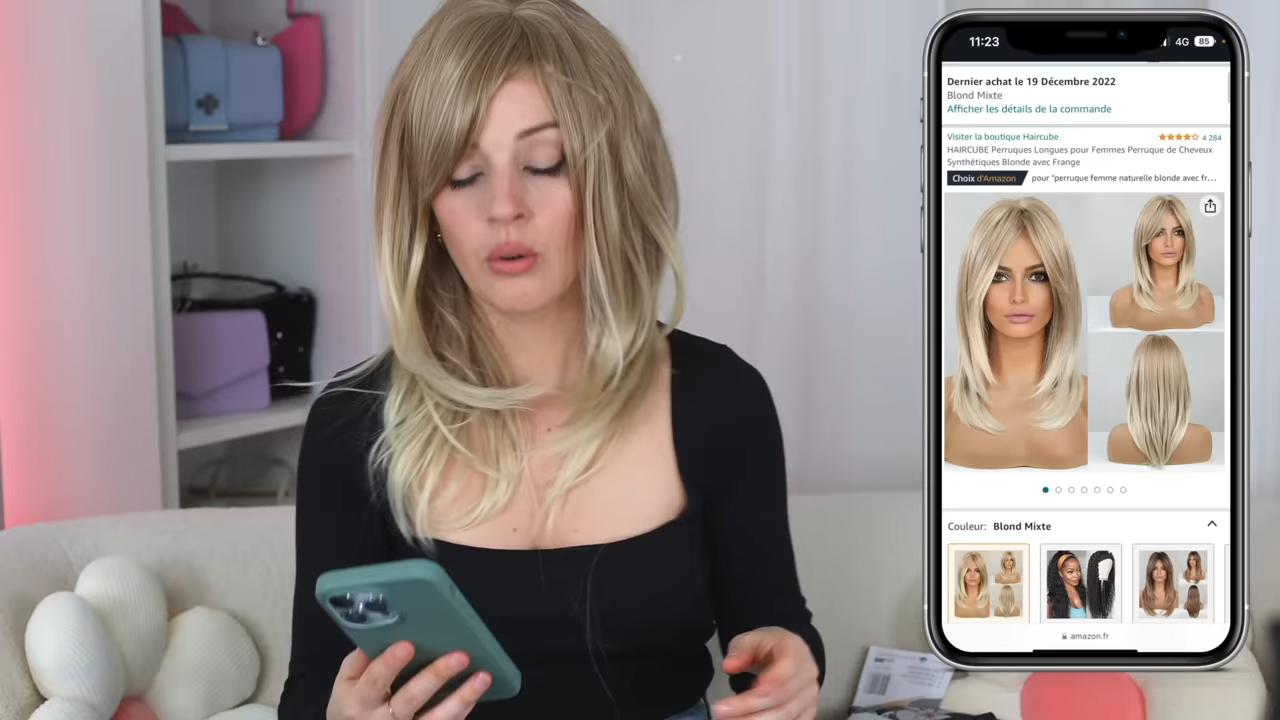 11:23
4G 85
Dernier achat le 19 Décembre 2022
Blond Mixte
Afficher les détails de la commande
Visiter la boutique Haircube
4 284
HAIRCUBE Perruques Longues pour Femmes Perruque de Cheveux
Synthétiques Blonde avec Frange
Choix d'Amazon pour "perruque femme naturelle blonde avec fr...
Couleur: Blond Mixte
amazon.fr